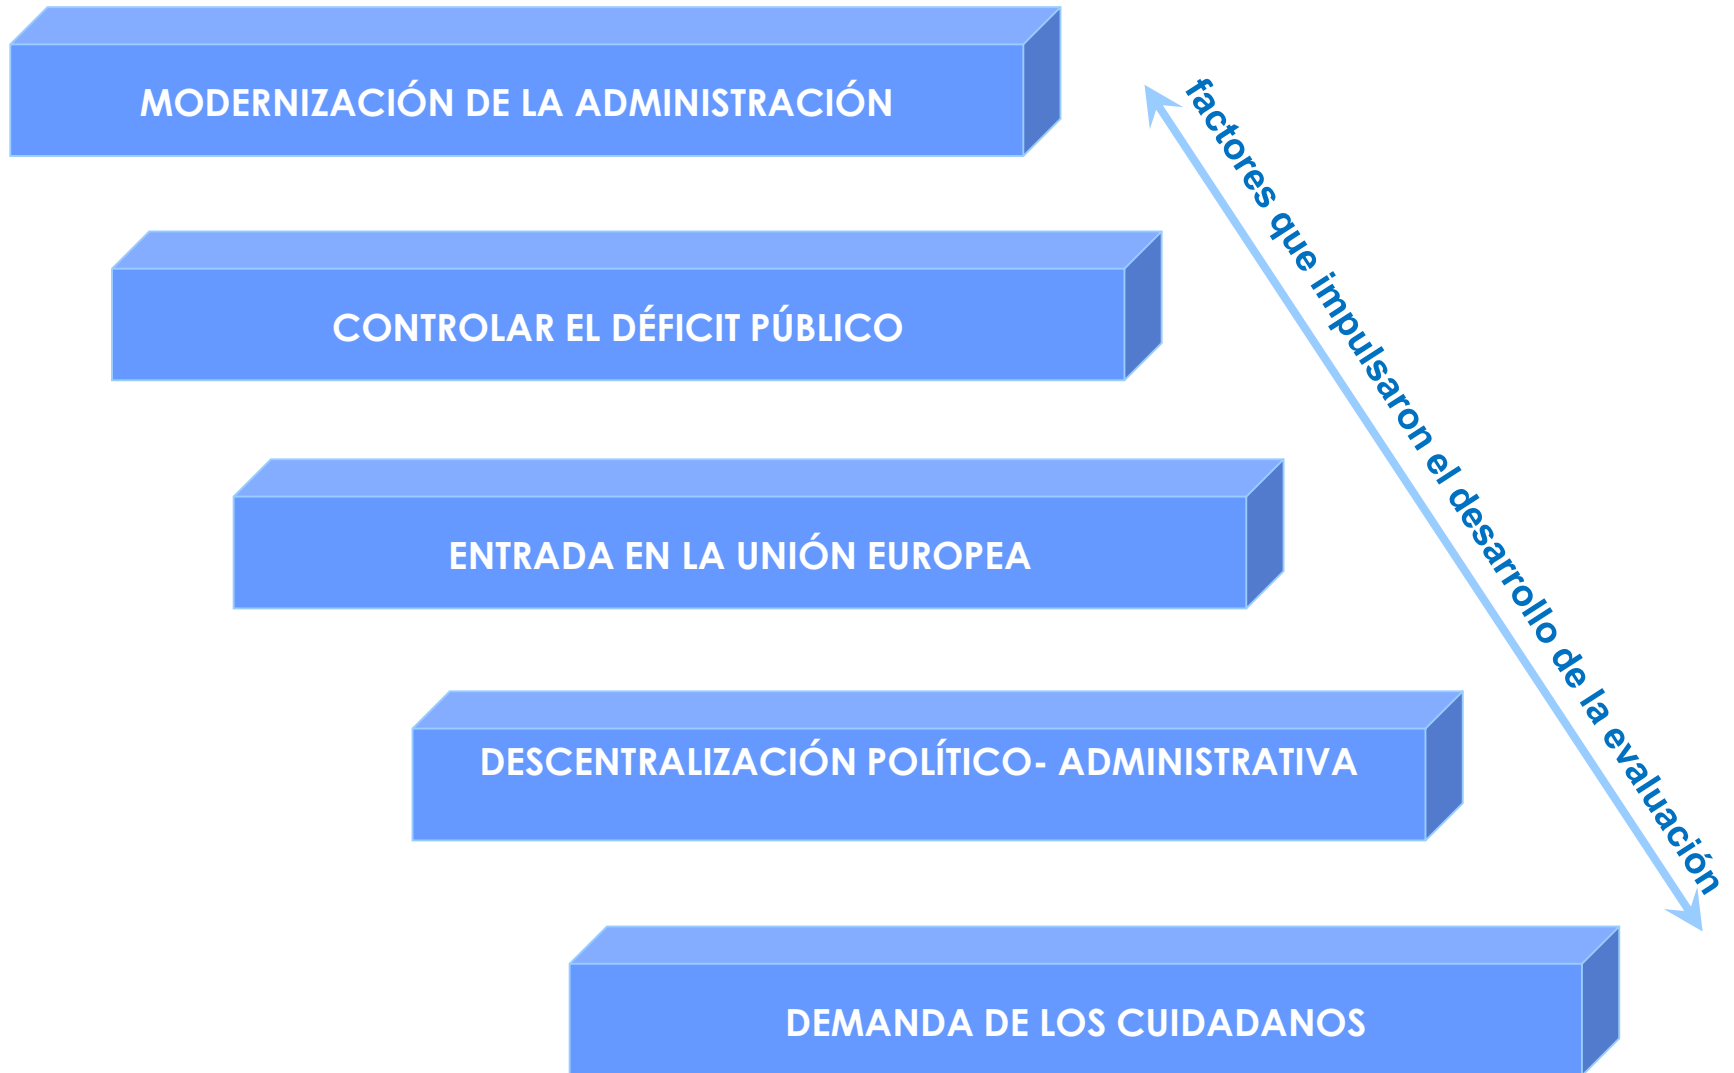 MODERNIZACIÓN DE LA ADMINISTRACIÓN
factores que impulsaron el desarrollo de la evaluación
CONTROLAR EL DÉFICIT PÚBLICO
ENTRADA EN LA UNIÓN EUROPEA
DESCENTRALIZACIÓN POLÍTICO- ADMINISTRATIVA
DEMANDA DE LOS CUIDADANOS